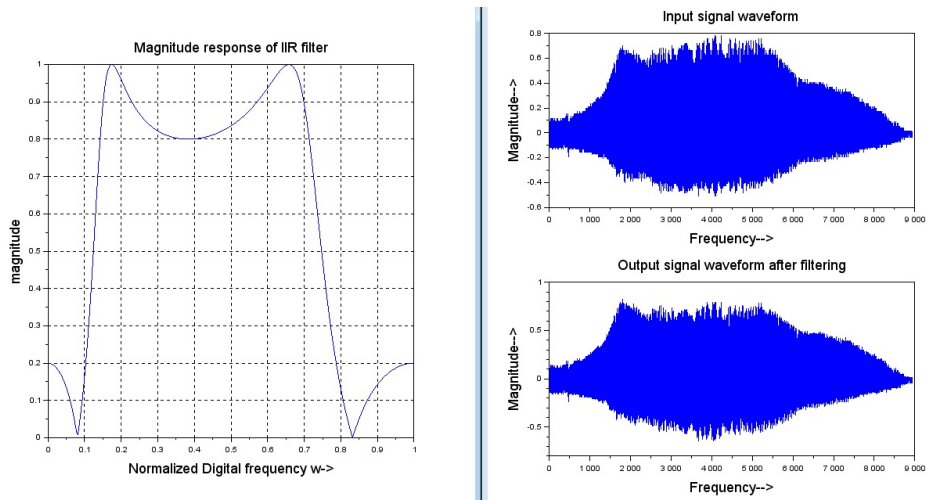 Magnitude response of IIR filter
magnitude
1
0.9
0.8
0.7
0.6
0.5
0.4
0.3
0.2
0.1
0
0 0.1 0.2 0.3 0.4 0.5 0.6 0.7 0.8 0.9 1
Normalized Digital frequency w->
Input signal waveform
Magnitude-->
0.8
0.6
0.4
0.2
0
-0.2
-0.4
-0.6
0 1 000 2 000 3 000 4 000 5 000 6 000 7 000 8 000 9 000
Frequency-->
Output signal waveform after filtering
Magnitude-->
1
0.5
0
-0.5
0 1 000 2 000 3 000 4 000 5 000 6 000 7 000 8 000 9 000
Frequency-->